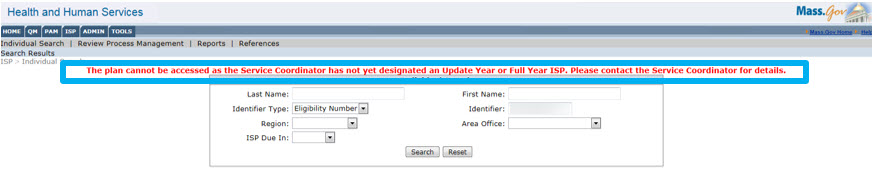 Health and Human Services
Mass.Gov
HOME QM PAM ISP ADMIN TOOLS
Mass.Gov Home Help
Individual Search | Review Process Management | Reports | References
Search Results
ISP > Individual
The plan cannot be accessed as the Service Coordinator has not yet designated an Update Year or Full Year ISP. Please contact the Service Coordinator for details.
Last Name: First Name:
Identifier Type: Eligibility Number Identifier:
Region: Area Office:
ISP Due In:
Search Reset